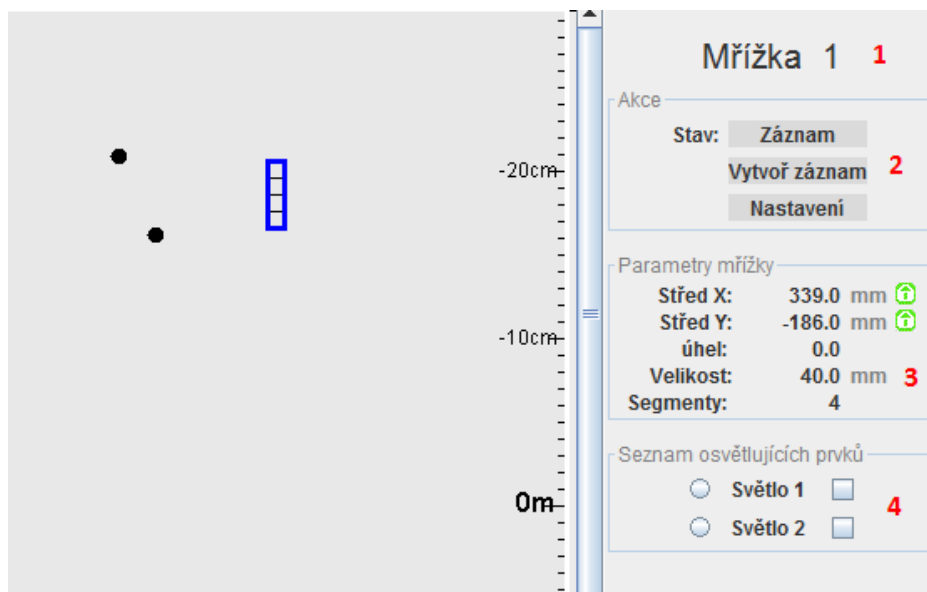 -20cm
-10cm
0m
Mřížka 1 1
Akce
Stav: Záznam
Vytvoř záznam 2
Nastavení
Parametry mřížky
Střed X: 339.0 mm
Střed Y: -186.0 mm
úhel: 0.0
Velikost: 40.0 mm 3
Segmenty: 4
Seznam osvětlujících prvků
Světlo 1
4
Světlo 2